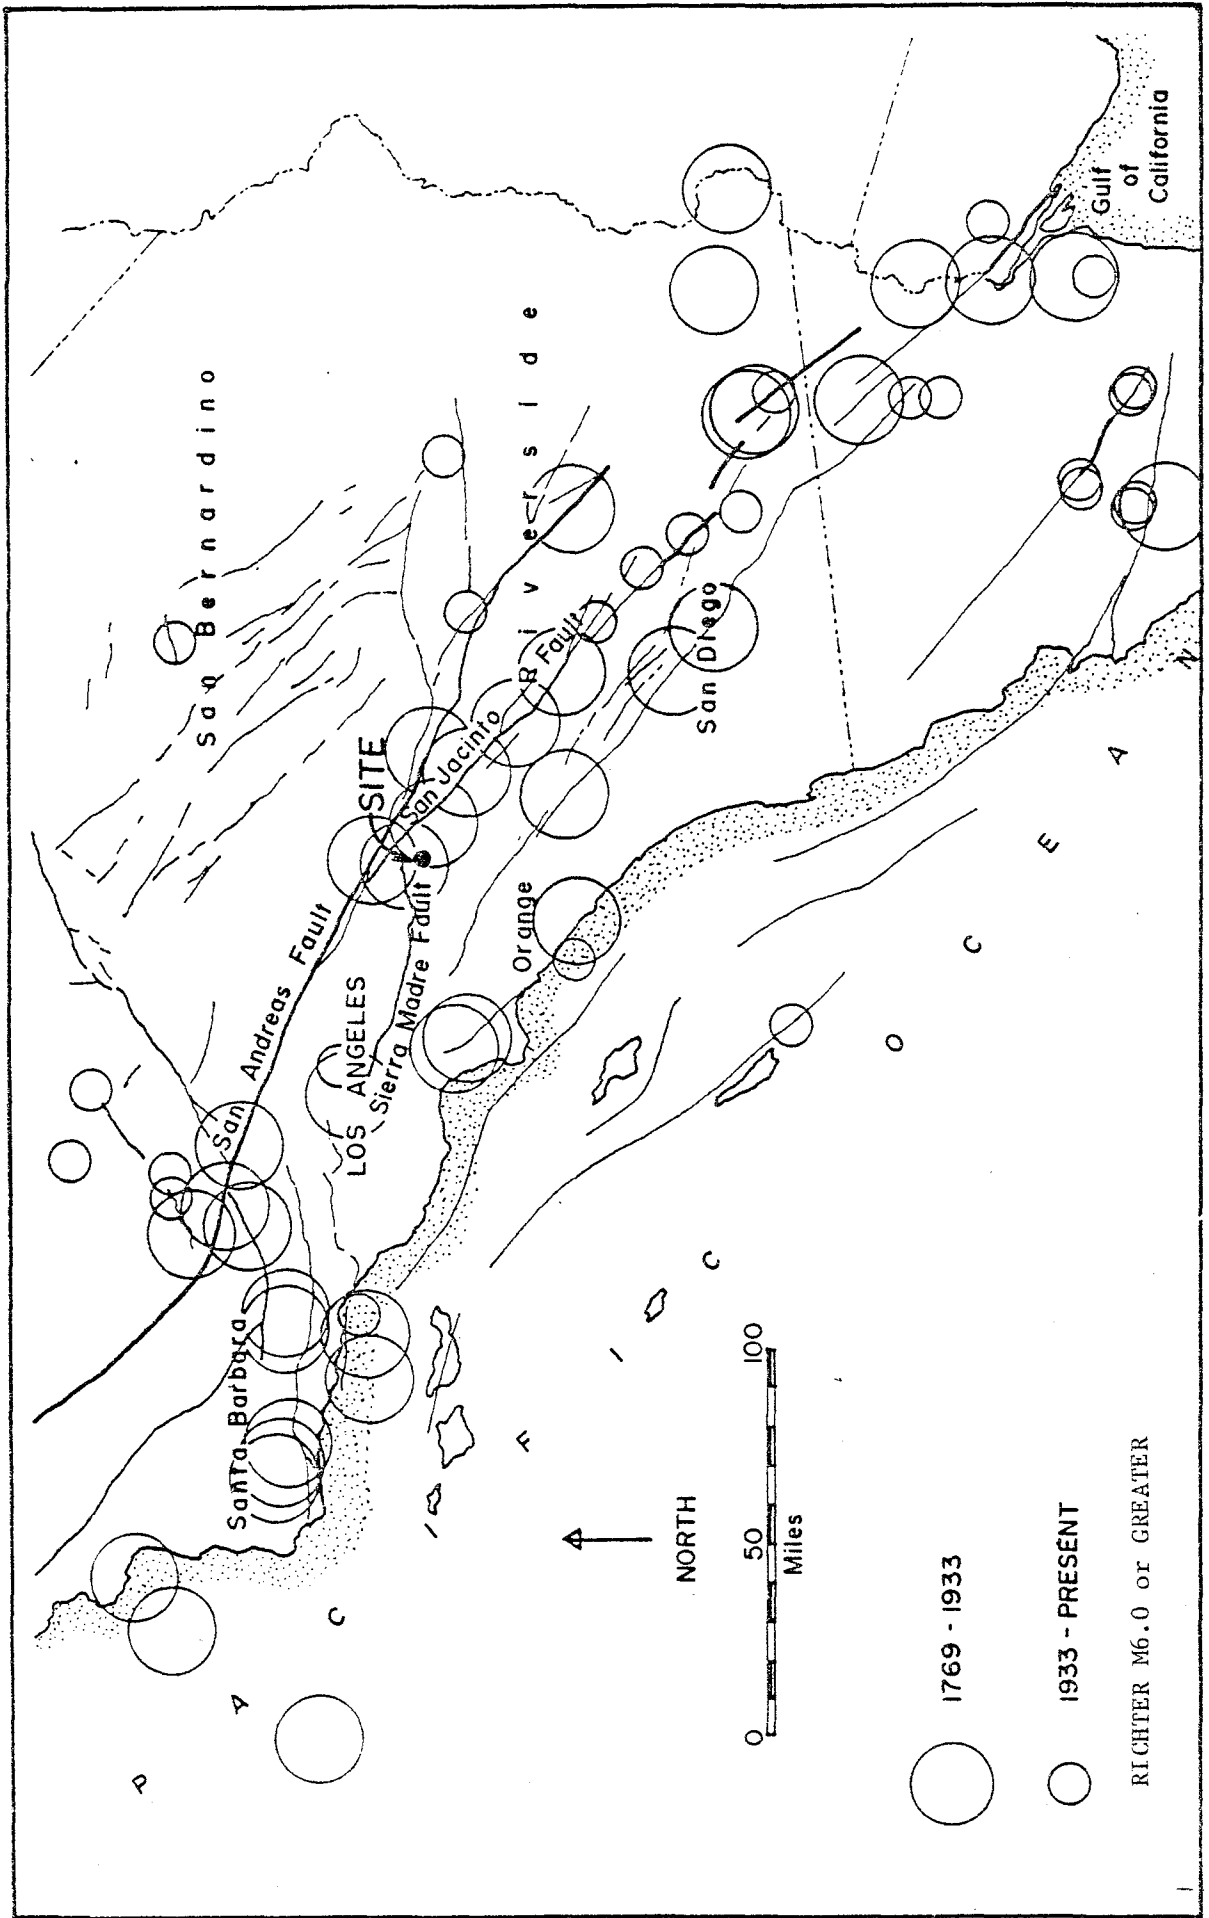 San Bernardino
Riverside
SITE
San Andreas Fault
San Jacinto Fault
Sierra Madre Fault
LOS ANGELES
Orange
San Diego
Santa Barbara
Gulf
of
California
PACIFIC OCEAN
NORTH
0 50 100
Miles
1769 - 1933
1933 - PRESENT
RICHTER M6.0 or GREATER